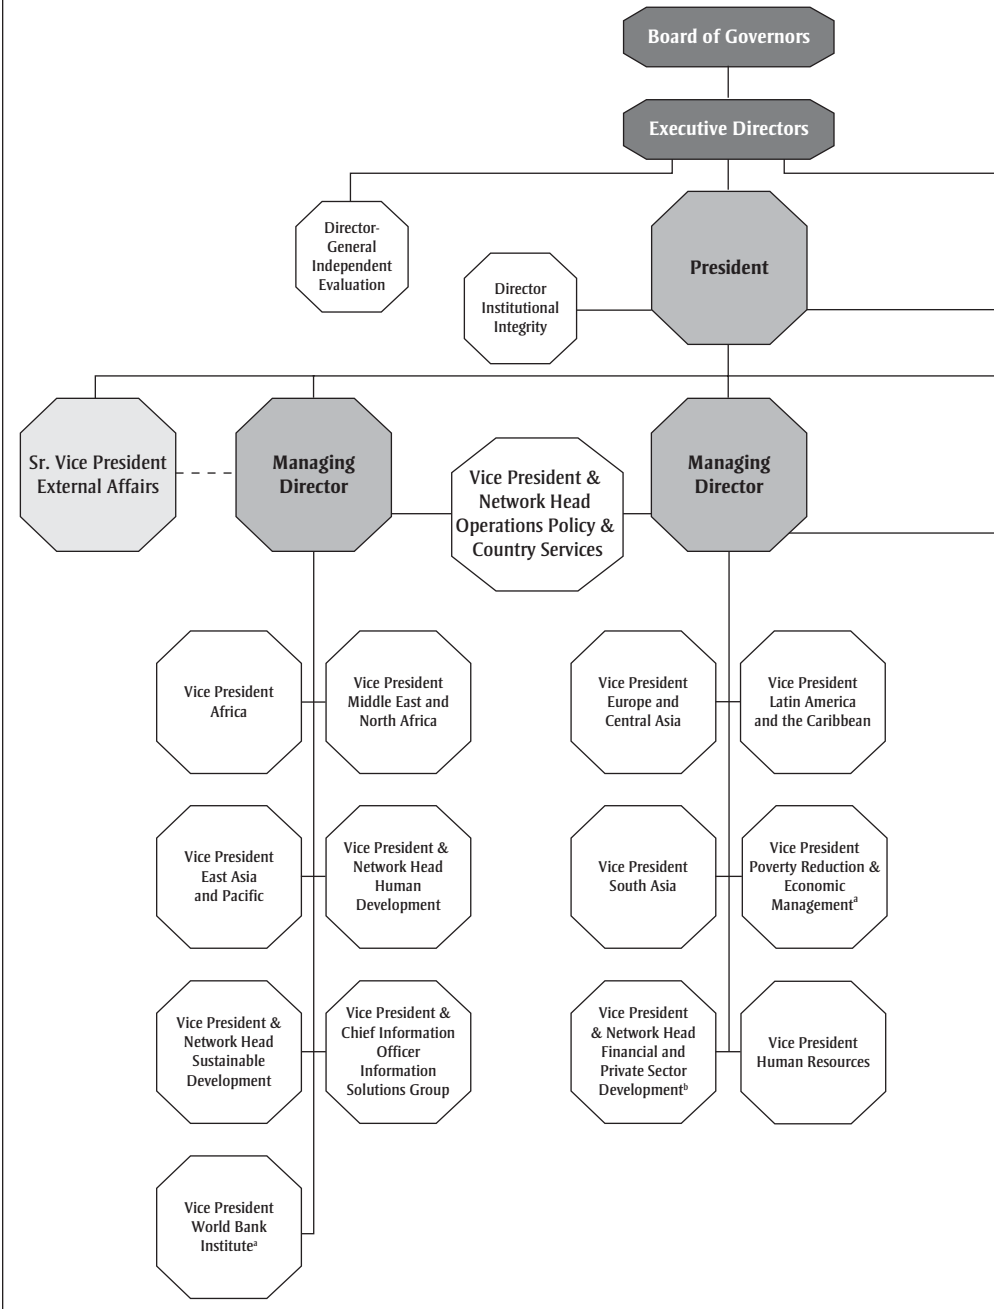 Board of Governors
Executive Directors
Director-
General
Independent
Evaluation
President
Director
Institutional
Integrity
Sr. Vice President
External Affairs
Managing
Director
Vice President &
Network Head
Operations Policy &
Country Services
Managing
Director
Vice President
Africa
Vice President
Middle East and
North Africa
Vice President
Europe and
Central Asia
Vice President
Latin America
and the Caribbean
Vice President
East Asia
and Pacific
Vice President &
Network Head
Human
Development
Vice President
South Asia
Vice President
Poverty Reduction &
Economic
Managementᵃ
Vice President &
Network Head
Sustainable
Development
Vice President &
Chief Information
Officer
Information
Solutions Group
Vice President
& Network Head
Financial and
Private Sector
Developmentᵇ
Vice President
Human Resources
Vice President
World Bank
Instituteᵃ